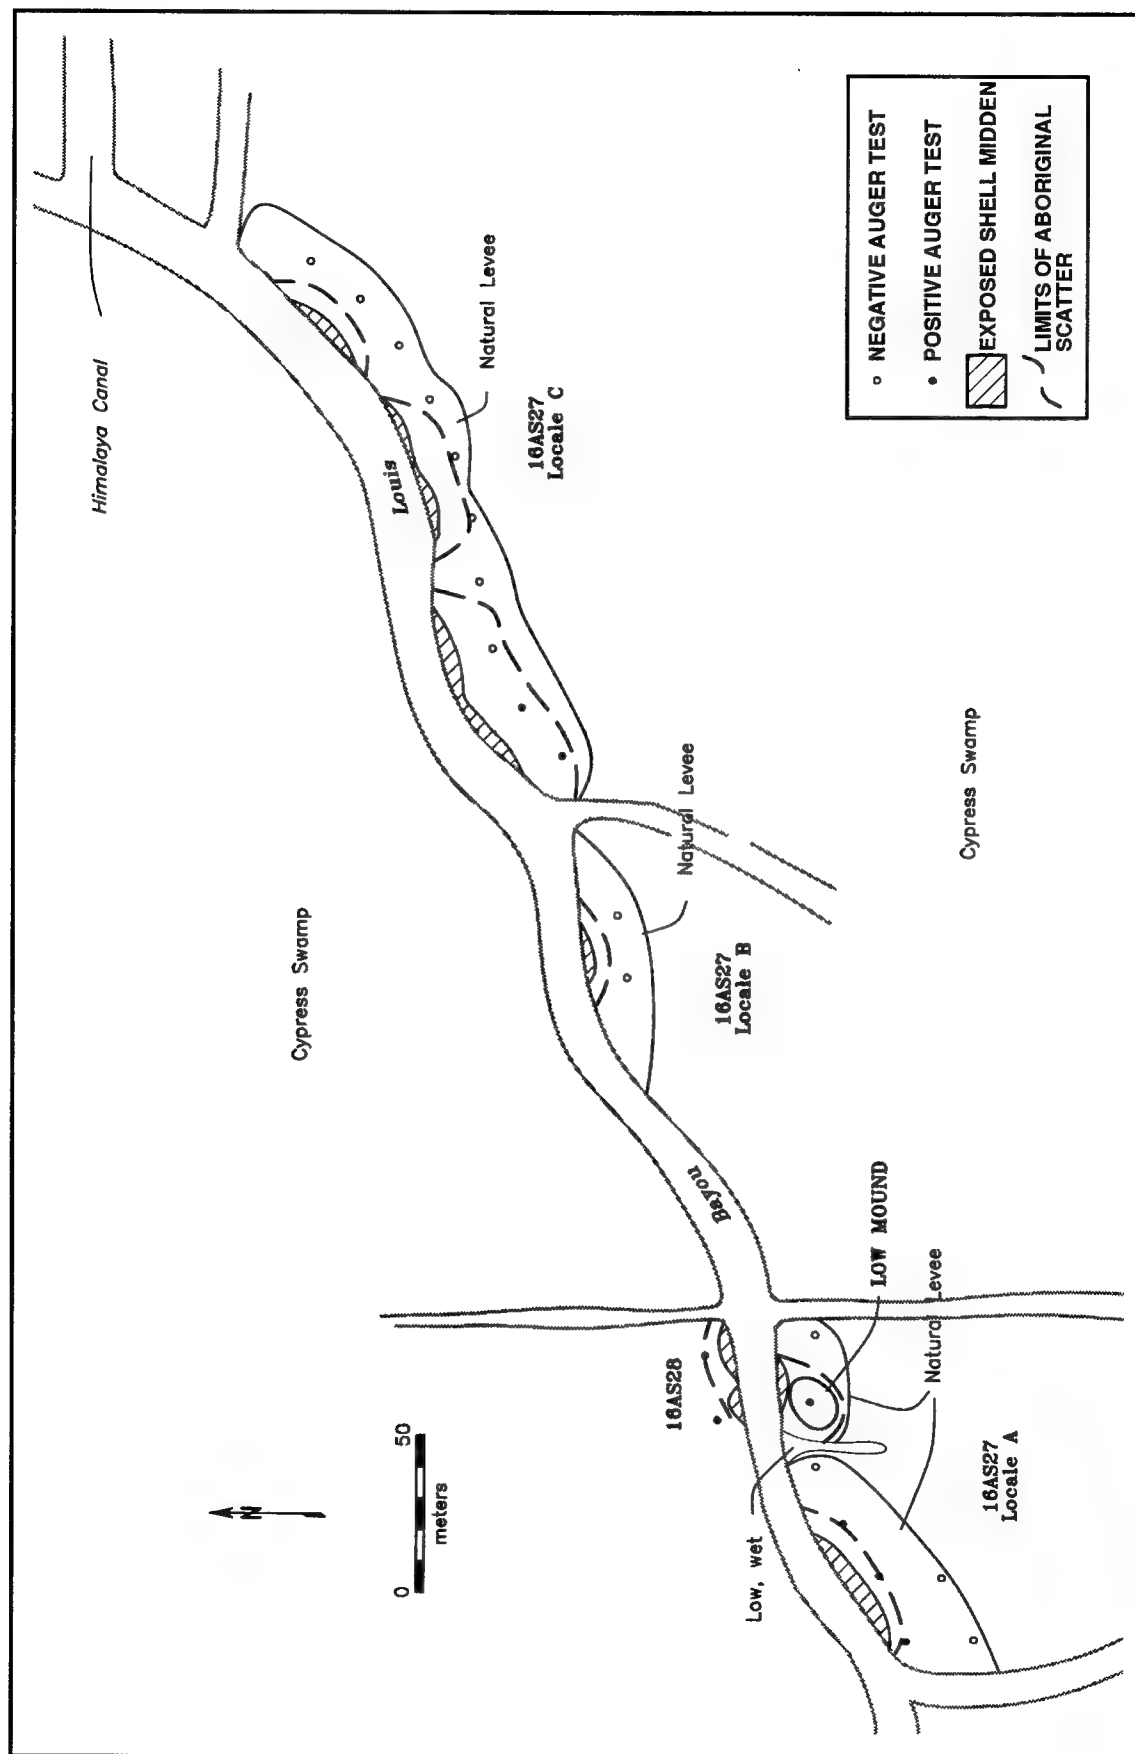 Himalaya Canal
Louis
Natural Levee
16AS27
Locale C
Cypress Swamp
Natural Levee
16AS27
Locale B
Cypress Swamp
Bayou
LOW MOUND
Natural Levee
16AS28
16AS27
Locale A
Low, wet
N
0 50
meters
NEGATIVE AUGER TEST
POSITIVE AUGER TEST
EXPOSED SHELL MIDDEN
LIMITS OF ABORIGINAL
SCATTER